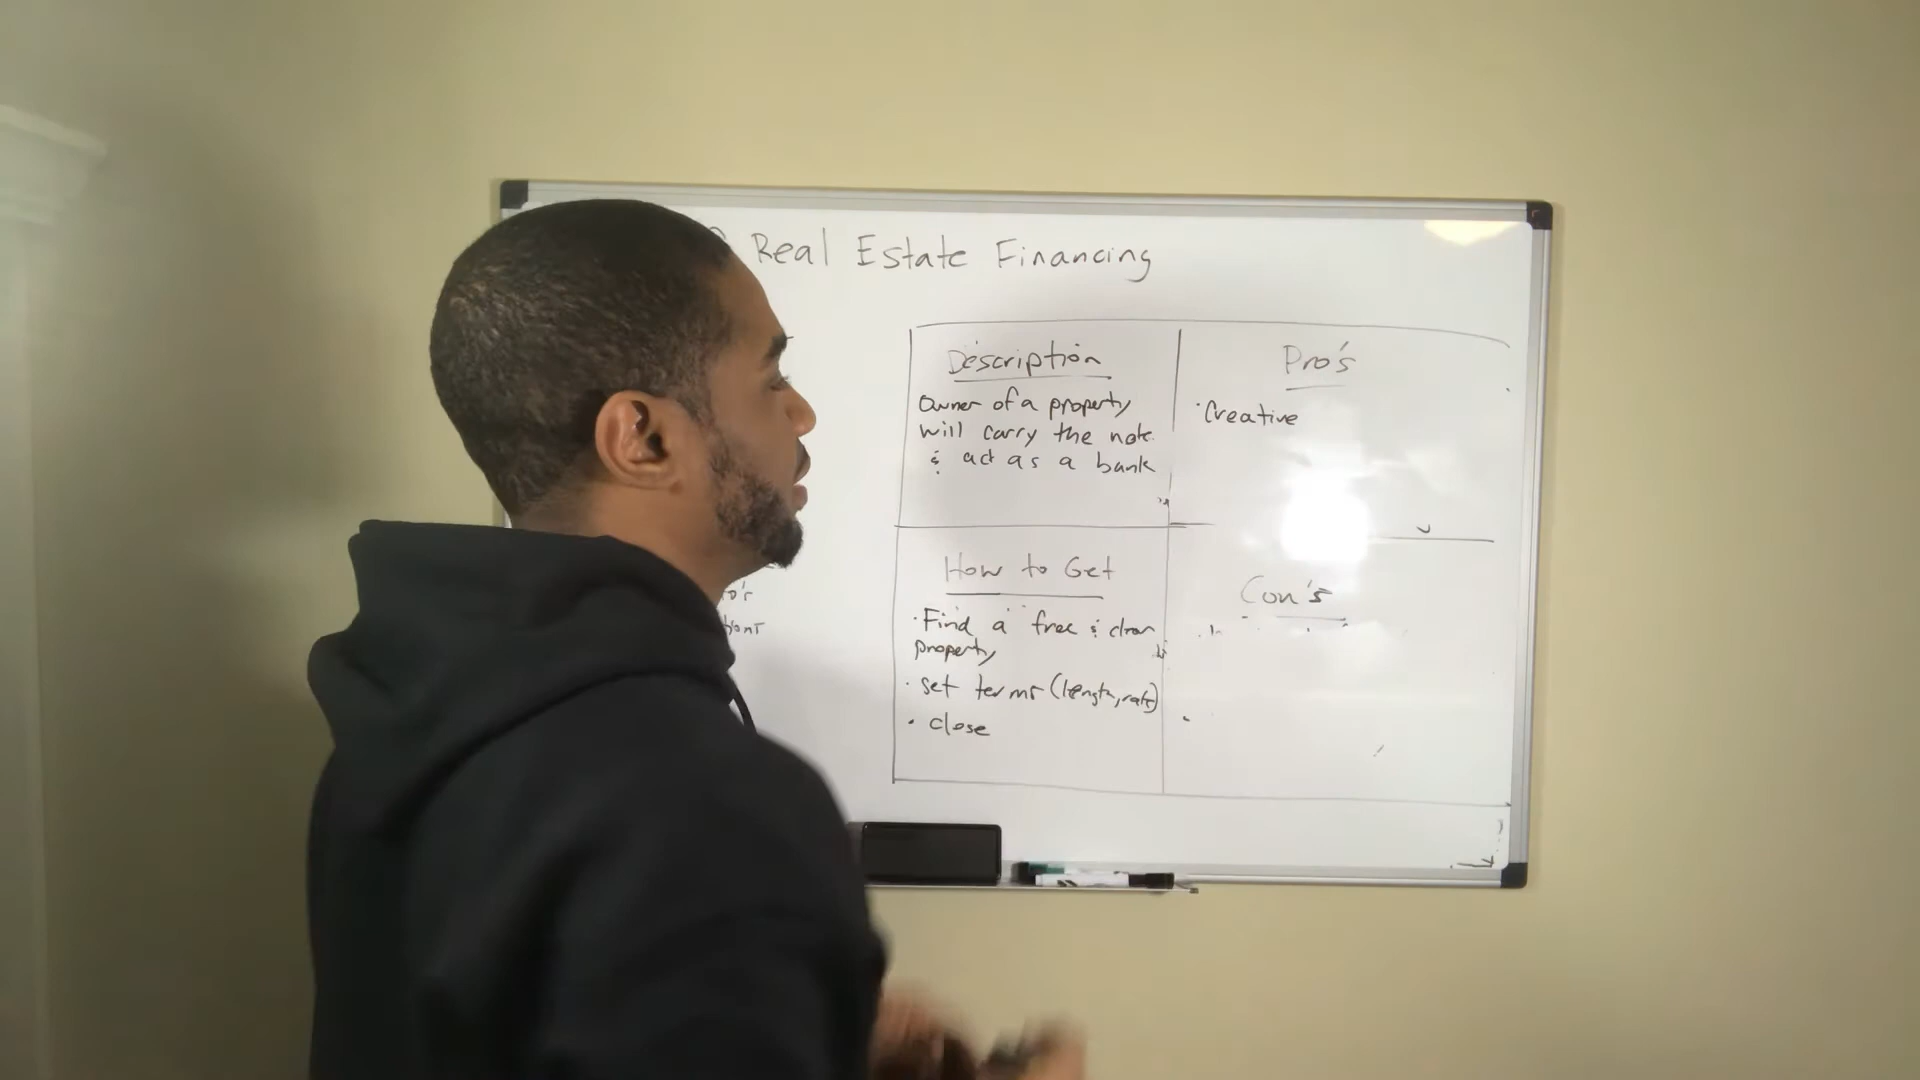 Real Estate Financing
Description
Owner of a property
will carry the note
& act as a bank
Pro's
·Creative
How to Get
·Find a free & clear
property
· set terms (length, rate)
· close
Con's